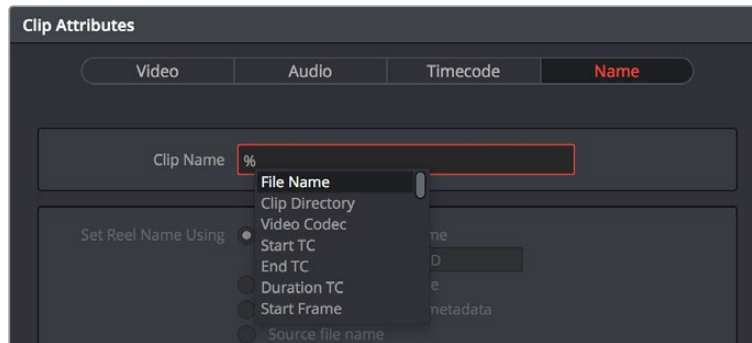 Clip Attributes
Video Audio Timecode Name
Clip Name %
File Name
Clip Directory
Video Codec
Set Reel Name Using me
Start TC
End TC D
Duration TC e
Start Frame metadata
Source file name